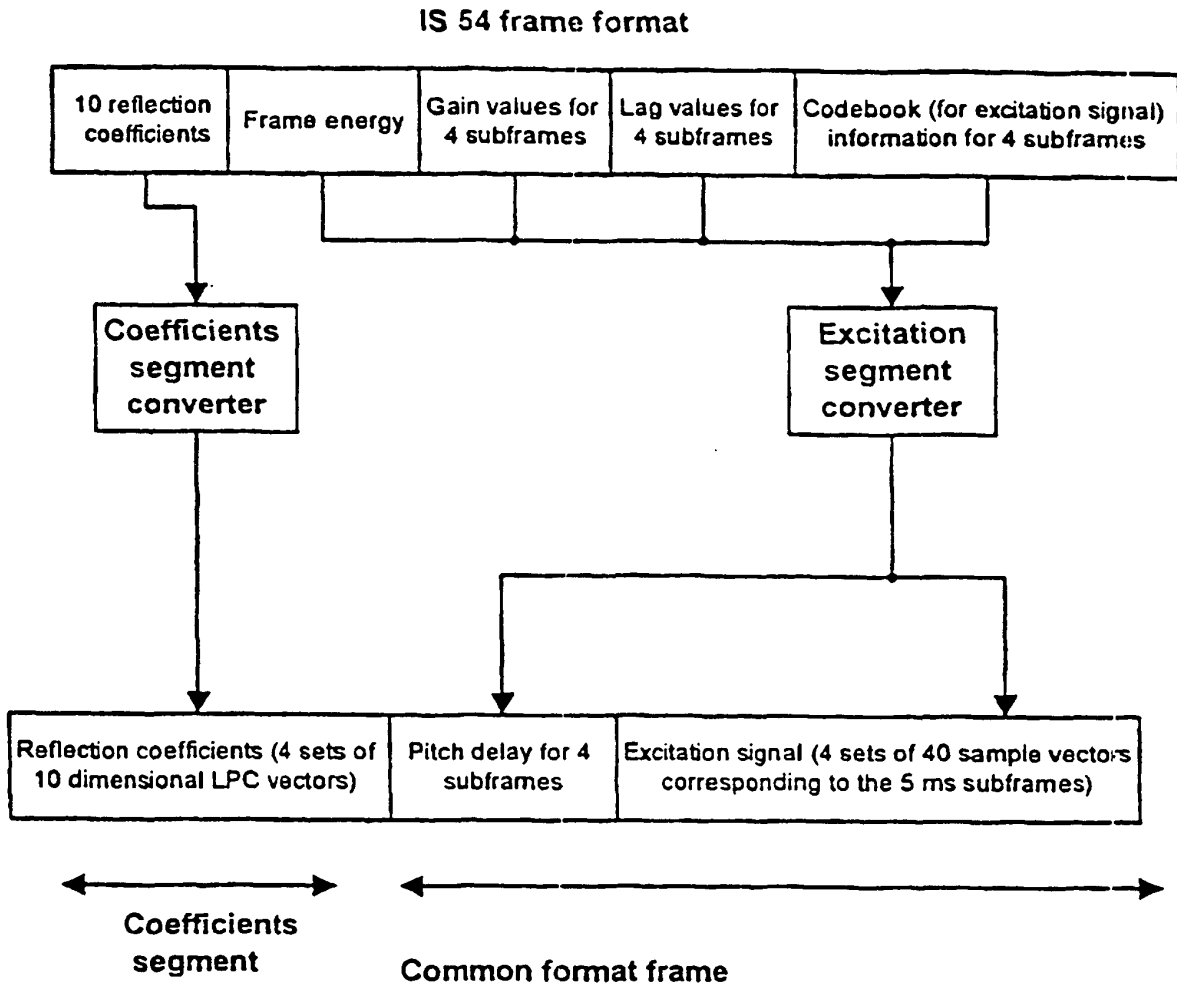 IS 54 frame format
10 reflection
coefficients
Frame energy
Gain values for
4 subframes
Lag values for
4 subframes
Codebook (for excitation signal)
information for 4 subframes
Coefficients
segment
converter
Excitation
segment
converter
Reflection coefficients (4 sets of
10 dimensional LPC vectors)
Pitch delay for 4
subframes
Excitation signal (4 sets of 40 sample vectors
corresponding to the 5 ms subframes)
Coefficients
segment
Common format frame